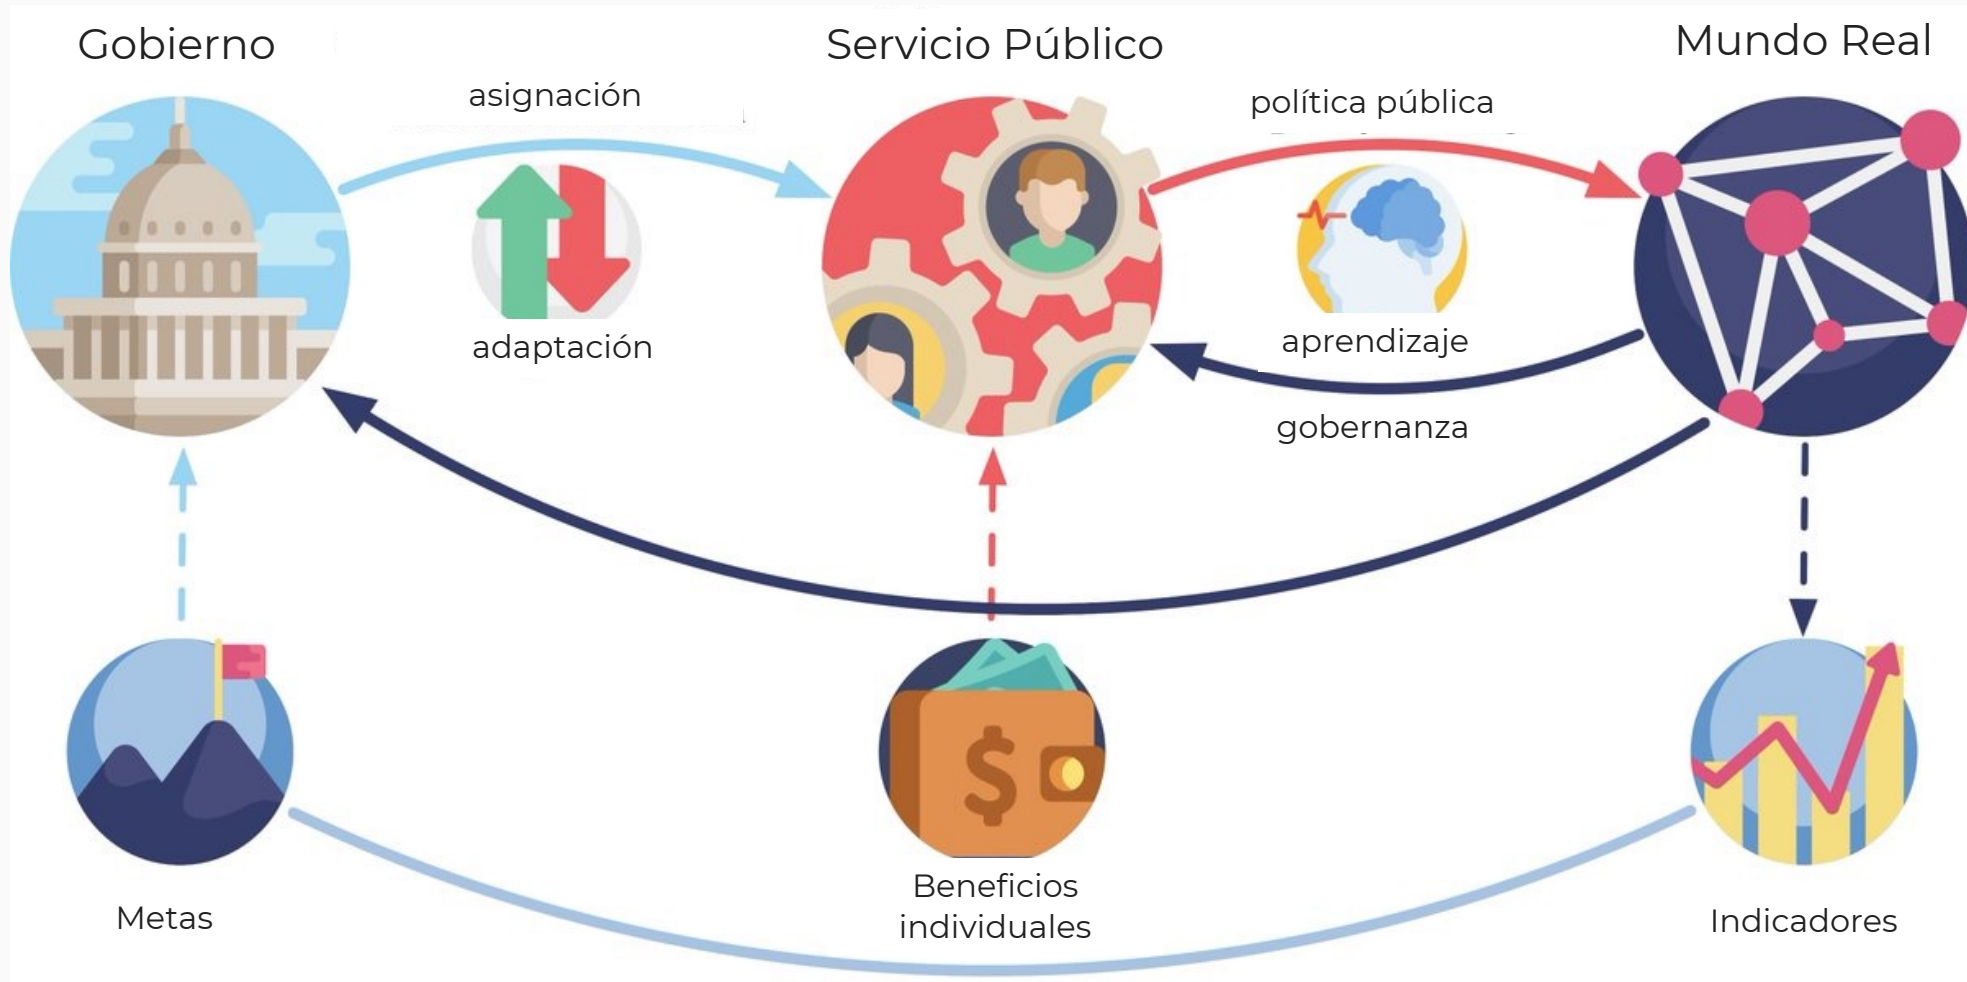 Gobierno
Servicio Público
Mundo Real
asignación
política pública
adaptación
aprendizaje
gobernanza
$
Metas
Beneficios
individuales
Indicadores